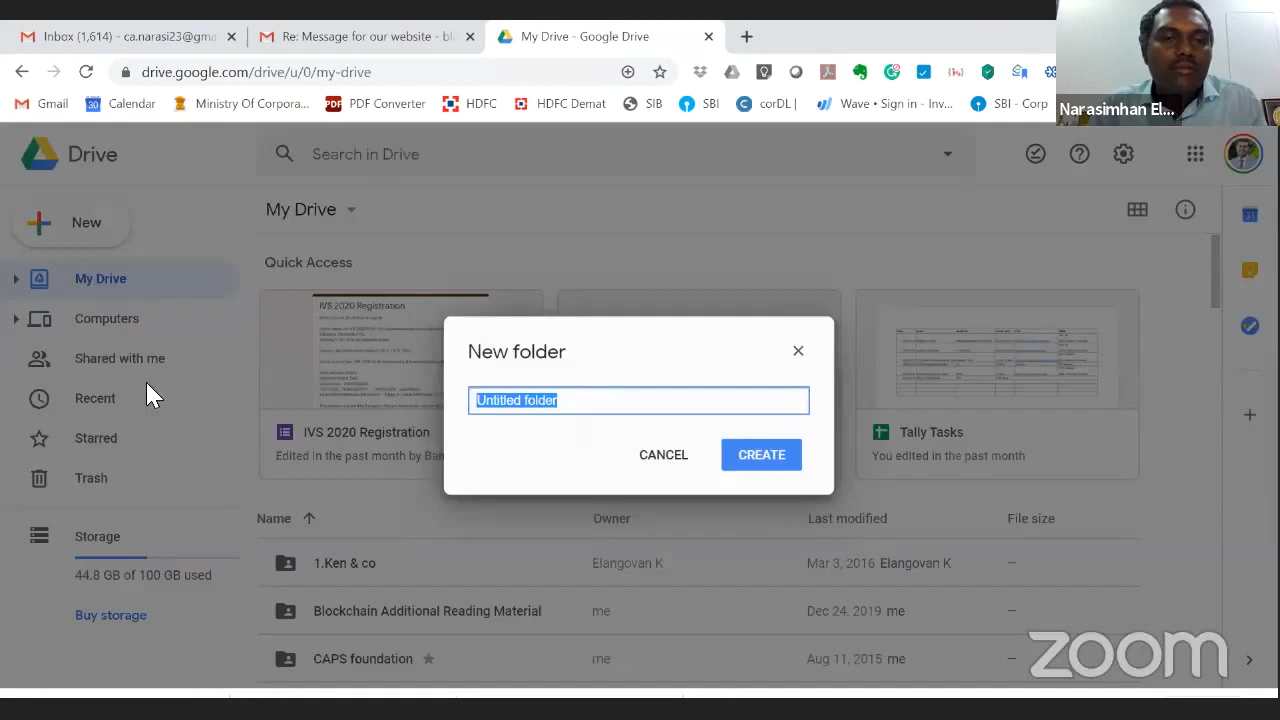 Inbox (1,614) - ca.narasi23@gma
Re: Message for our website - blo
My Drive - Google Drive
drive.google.com/drive/u/0/my-drive
Gmail
Calendar
Ministry Of Corpora...
PDF Converter
HDFC
HDFC Demat
SIB
SBI
corDL |
Wave • Sign in - Inv...
SBI - Corp
Narasimhan El...
Drive
Search in Drive
New
My Drive
My Drive
Computers
Shared with me
Recent
Starred
Trash
Storage
44.8 GB of 100 GB used
Buy storage
Quick Access
IVS 2020 Registration
IVS 2020 Registration
Edited in the past month by Ban
Tally Tasks
You edited in the past month
New folder
Untitled folder
CANCEL
CREATE
Name
Owner
Last modified
File size
1.Ken & co
Elangovan K
Mar 3, 2016 Elangovan K
—
Blockchain Additional Reading Material
me
Dec 24, 2019 me
—
CAPS foundation
me
Aug 11, 2015 me
—
zoom